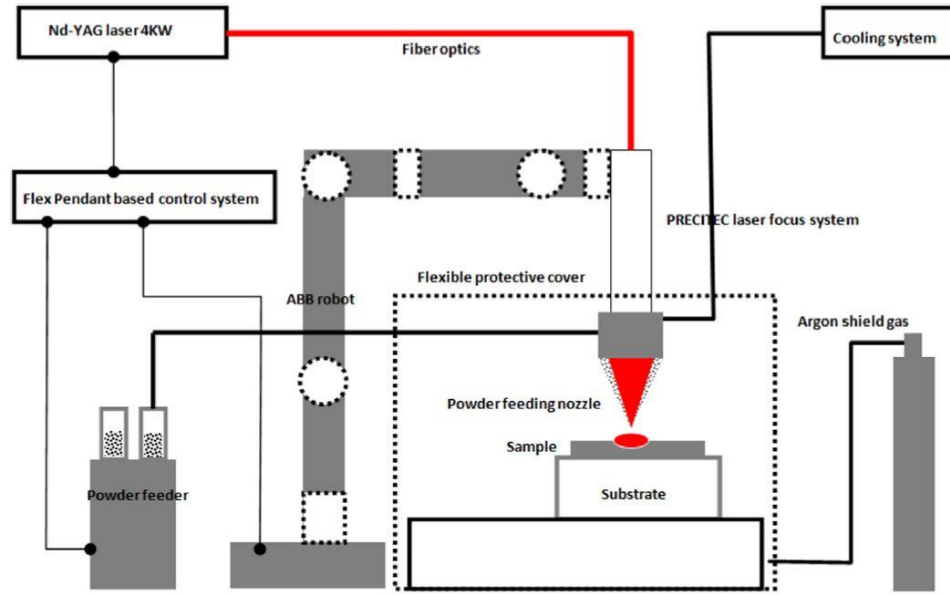 Nd-YAG laser 4KW
Fiber optics
Cooling system
Flex Pendant based control system
PRECITEC laser focus system
Flexible protective cover
ABB robot
Argon shield gas
Powder feeding nozzle
Sample
Powder feeder
Substrate